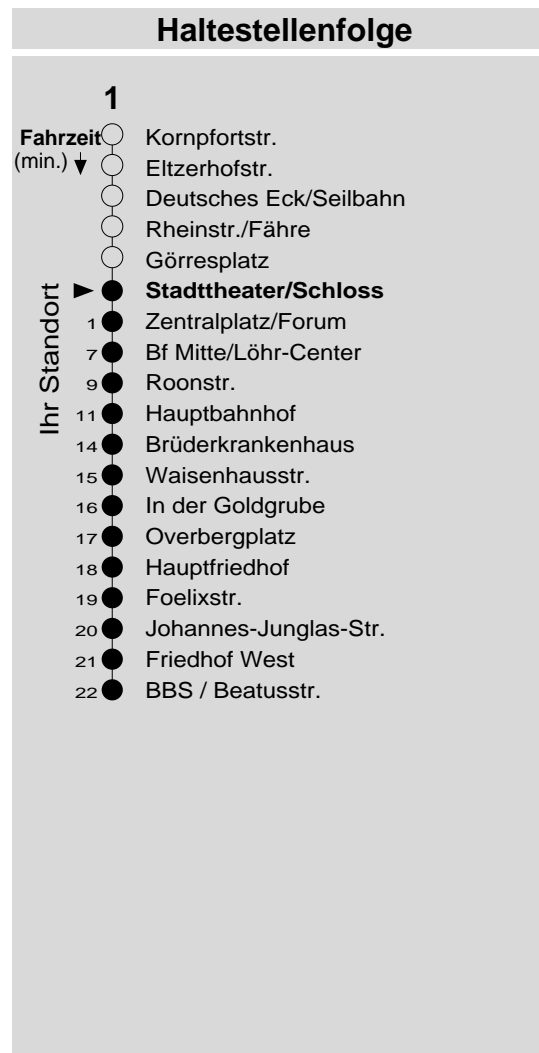 Haltestellenfolge
1
Fahrzeit
(min.)
Kornpfortstr.
Eltzerhofstr.
Deutsches Eck/Seilbahn
Rheinstr./Fähre
Görresplatz
Ihr Standort
Stadttheater/Schloss
1 Zentralplatz/Forum
7 Bf Mitte/Löhr-Center
9 Roonstr.
11 Hauptbahnhof
14 Brüderkrankenhaus
15 Waisenhausstr.
16 In der Goldgrube
17 Overbergplatz
18 Hauptfriedhof
19 Foelixstr.
20 Johannes-Junglas-Str.
21 Friedhof West
22 BBS / Beatusstr.